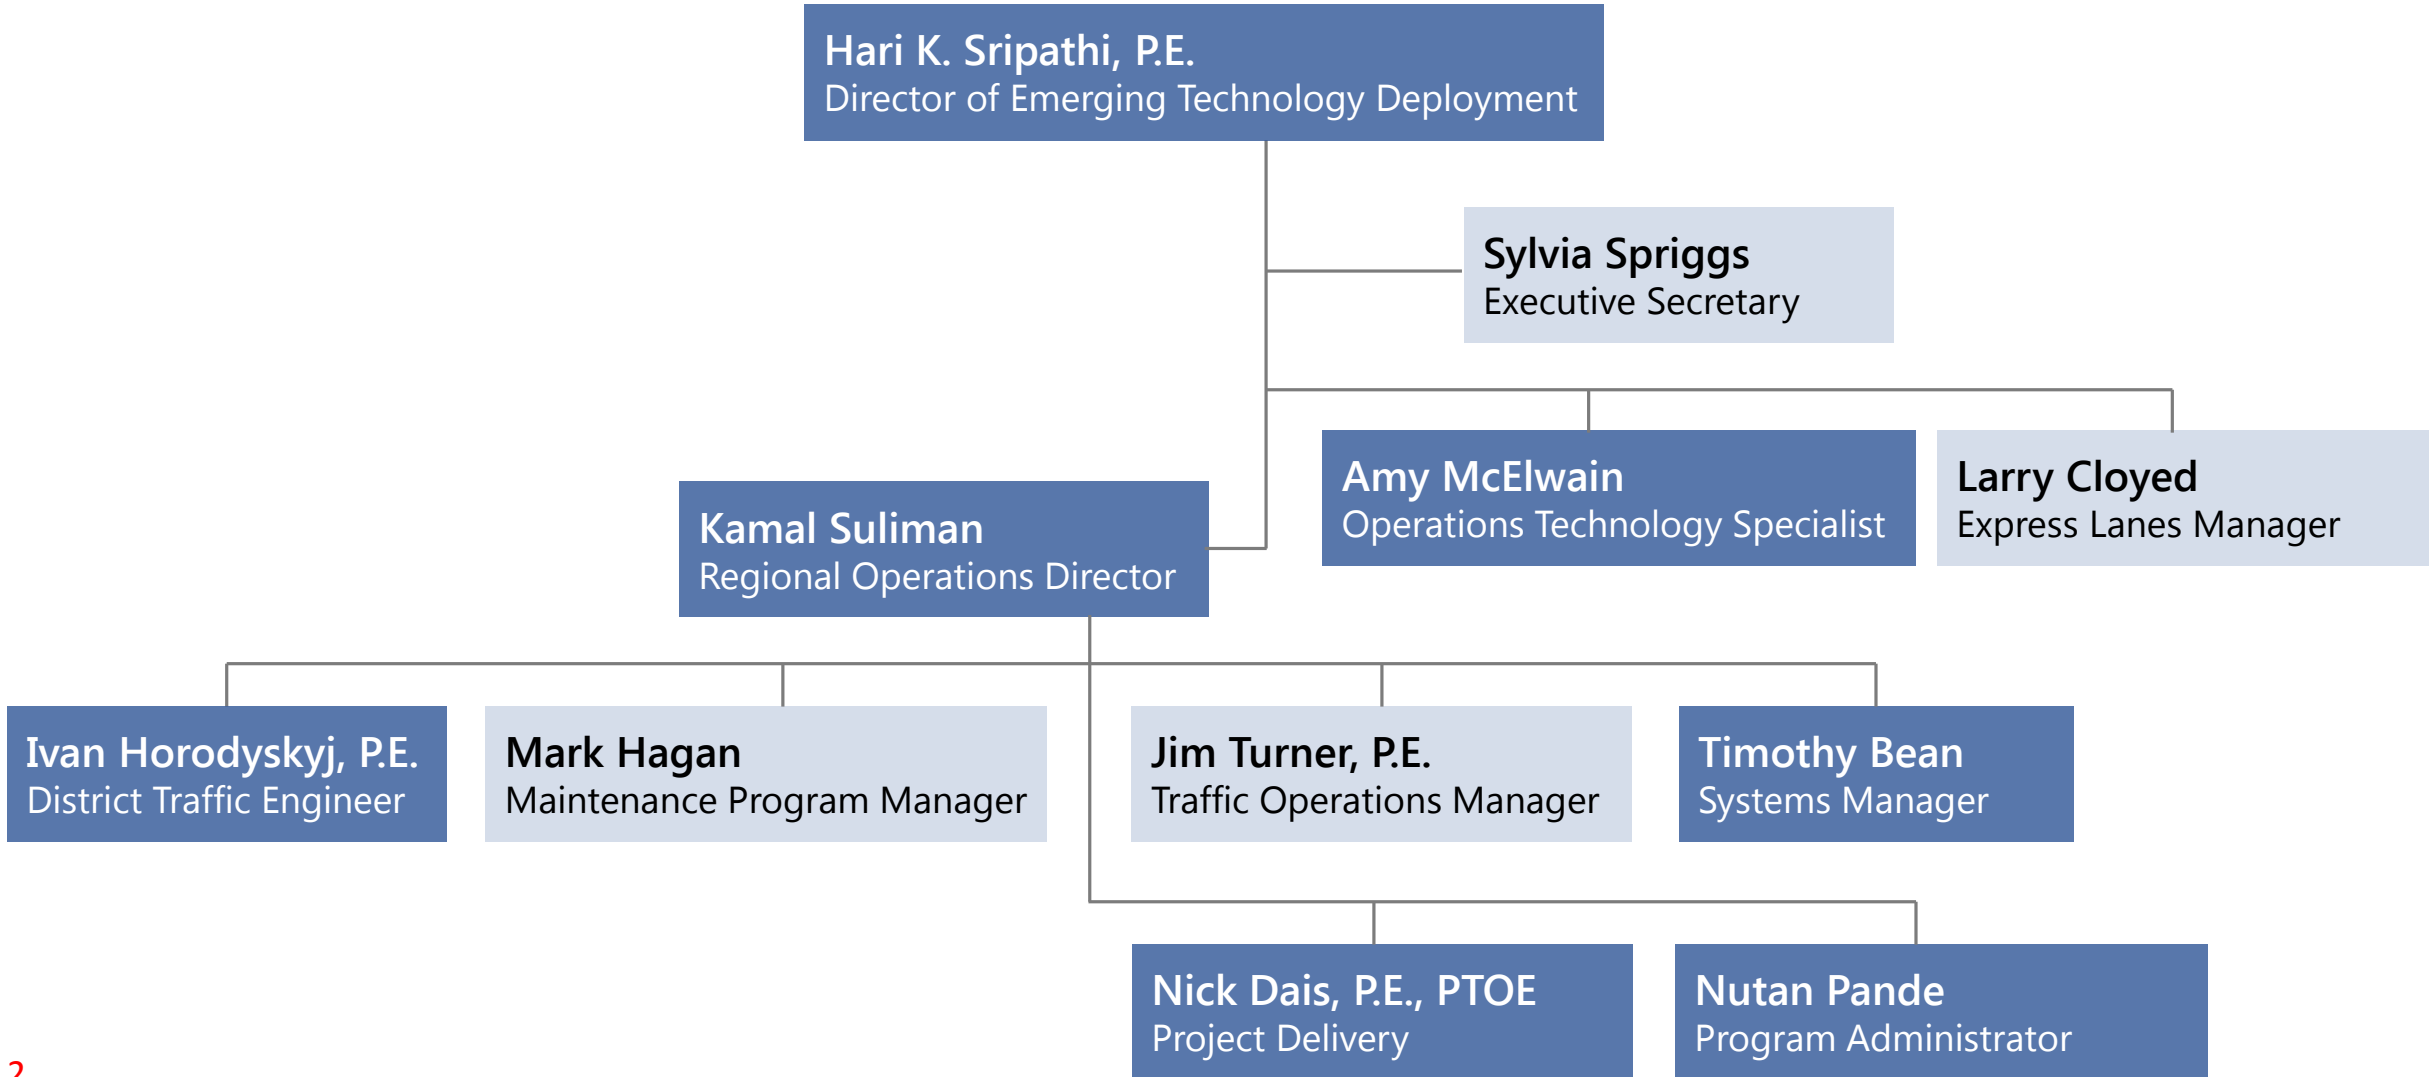 Hari K. Sripathi, P.E.
Director of Emerging Technology Deployment
Sylvia Spriggs
Executive Secretary
Amy McElwain
Operations Technology Specialist
Larry Cloyed
Express Lanes Manager
Kamal Suliman
Regional Operations Director
Ivan Horodyskyj, P.E.
District Traffic Engineer
Mark Hagan
Maintenance Program Manager
Jim Turner, P.E.
Traffic Operations Manager
Timothy Bean
Systems Manager
Nick Dais, P.E., PTOE
Project Delivery
Nutan Pande
Program Administrator
2